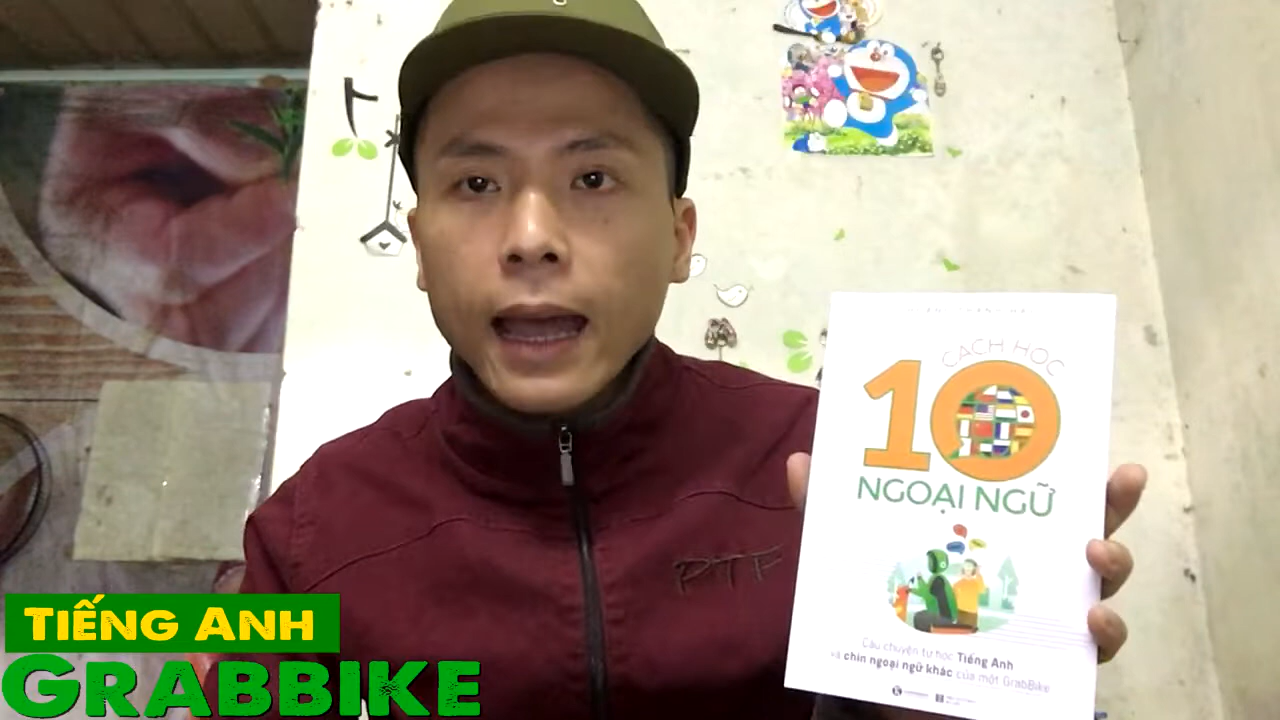 PTF
CÁCH HỌC
10
NGOẠI NGỮ
Câu chuyện tự học Tiếng Anh
và chín ngoại ngữ khác của một GrabBike
TIẾNG ANH
GRABBIKE